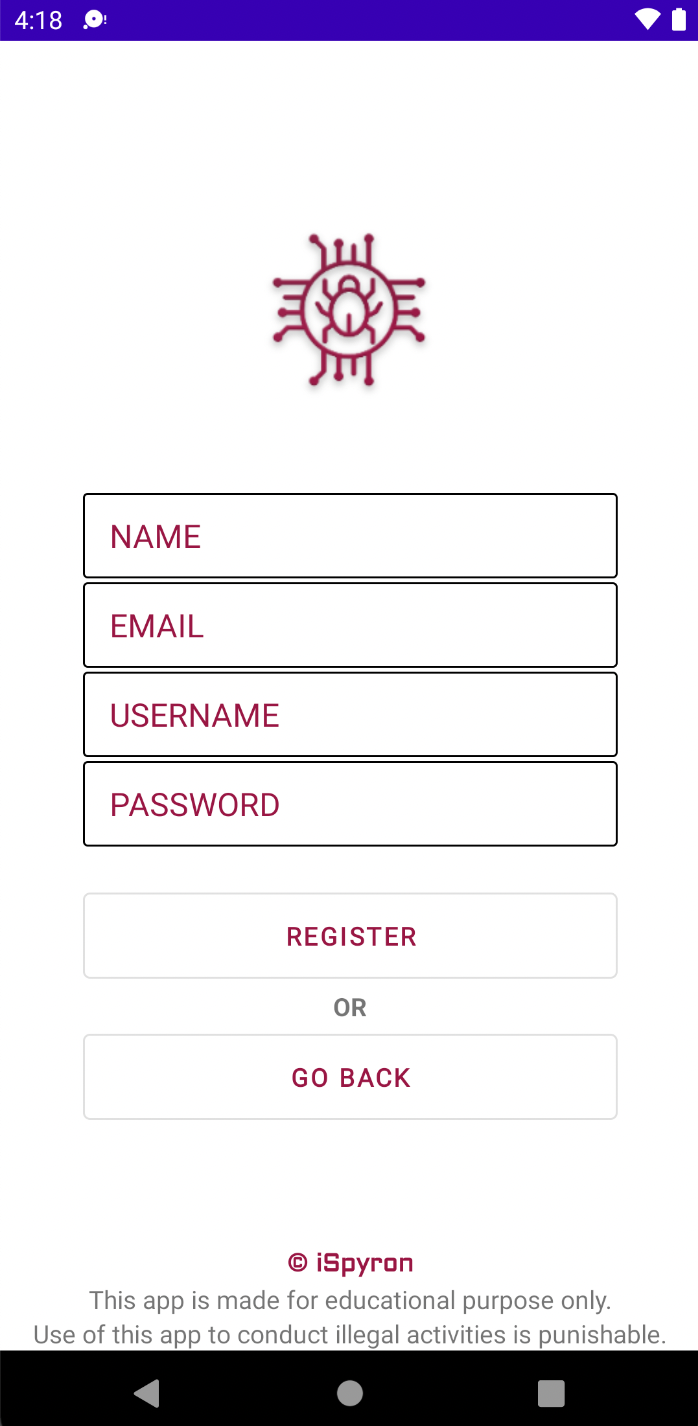 4:18
NAME
EMAIL
USERNAME
PASSWORD
REGISTER
OR
GO BACK
© iSpyron
This app is made for educational purpose only.
Use of this app to conduct illegal activities is punishable.